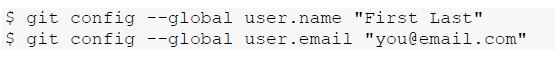 $ git config --global user.name "First Last"
$ git config --global user.email "you@email.com"